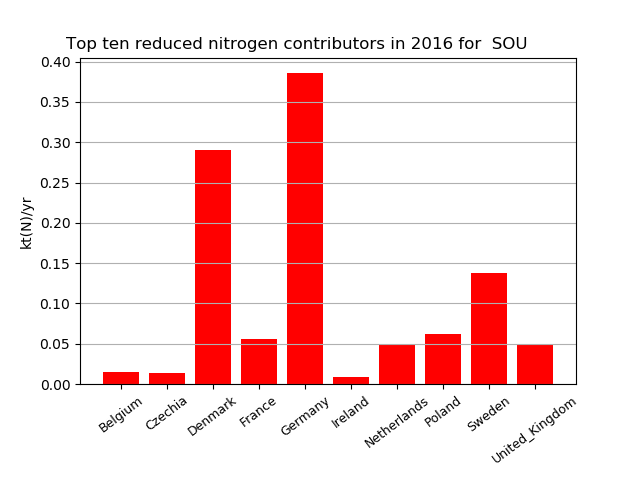 Top ten reduced nitrogen contributors in 2016 for  SOU
kt(N)/yr
0.40
0.35
0.30
0.25
0.20
0.15
0.10
0.05
0.00
Belgium
Czechia
Denmark
France
Germany
Ireland
Netherlands
Poland
Sweden
United_Kingdom